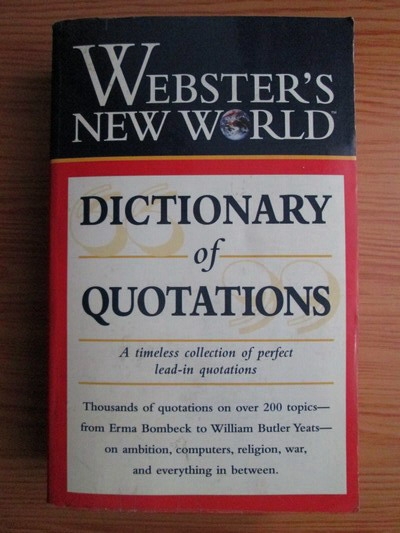 WEBSTER'S
NEW WORLD™
DICTIONARY
of
QUOTATIONS
A timeless collection of perfect
lead-in quotations
Thousands of quotations on over 200 topics—
from Erma Bombeck to William Butler Yeats—
on ambition, computers, religion, war,
and everything in between.